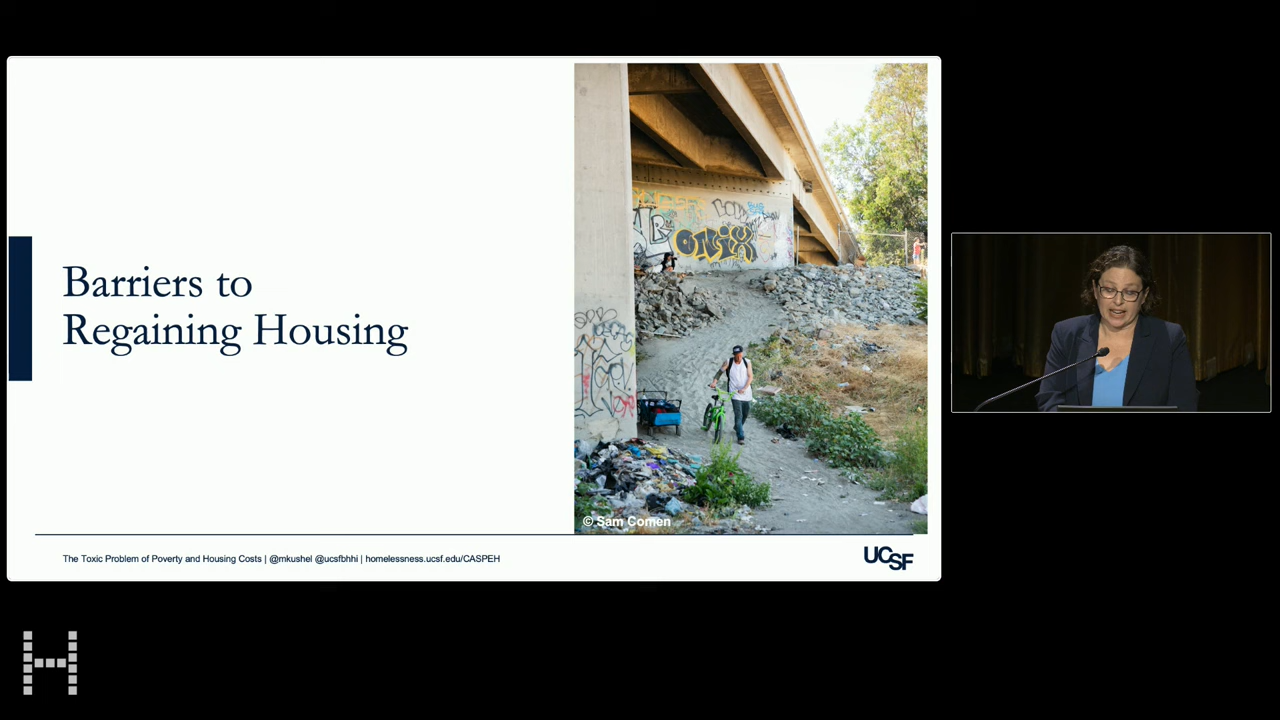 Barriers to
Regaining Housing
ONIX
© Sam Comen
The Toxic Problem of Poverty and Housing Costs | @mkushel @ucsfbhhi | homelessness.ucsf.edu/CASPEH
UCSF
H